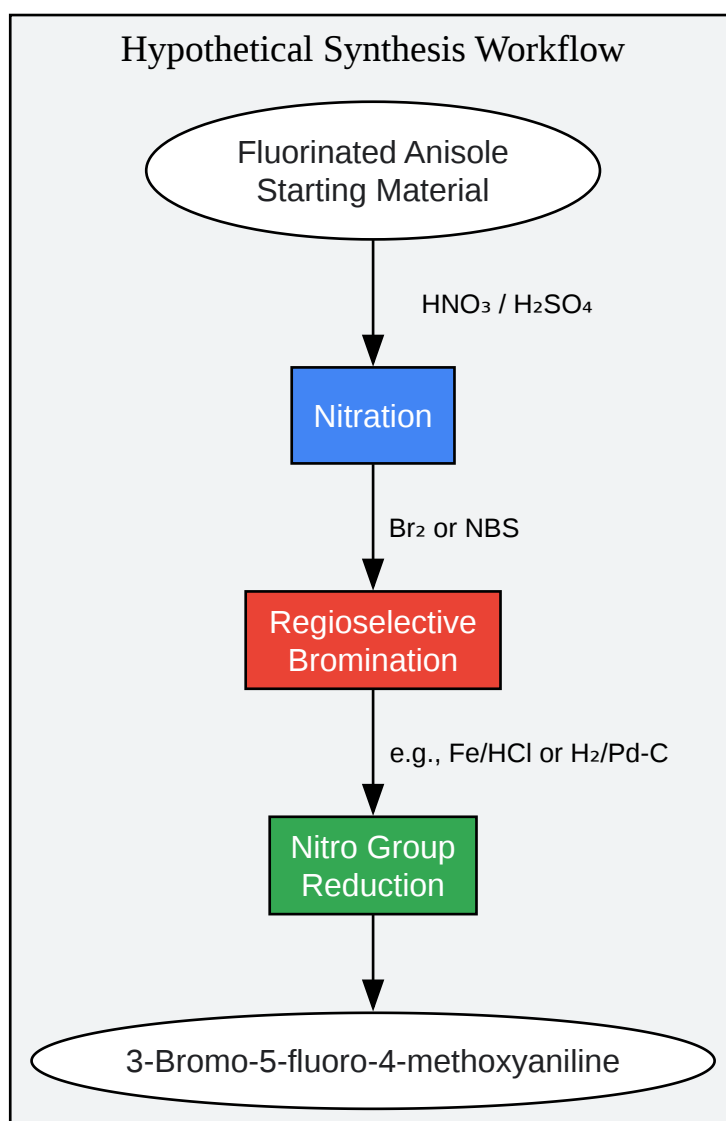 Hypothetical Synthesis Workflow
Fluorinated Anisole
Starting Material
HNO₃ / H₂SO₄
Nitration
Br₂ or NBS
Regioselective
Bromination
e.g., Fe/HCl or H₂/Pd-C
Nitro Group
Reduction
3-Bromo-5-fluoro-4-methoxyaniline